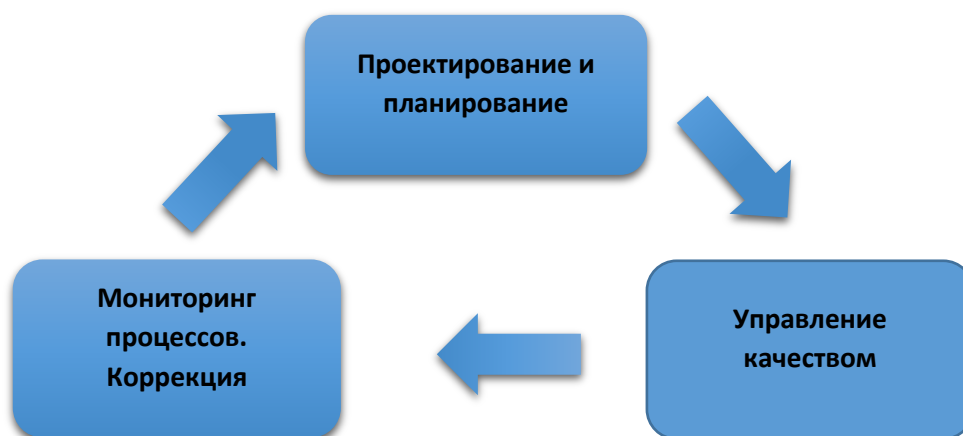 Проектирование и
планирование
Мониторинг
процессов.
Коррекция
Управление
качеством